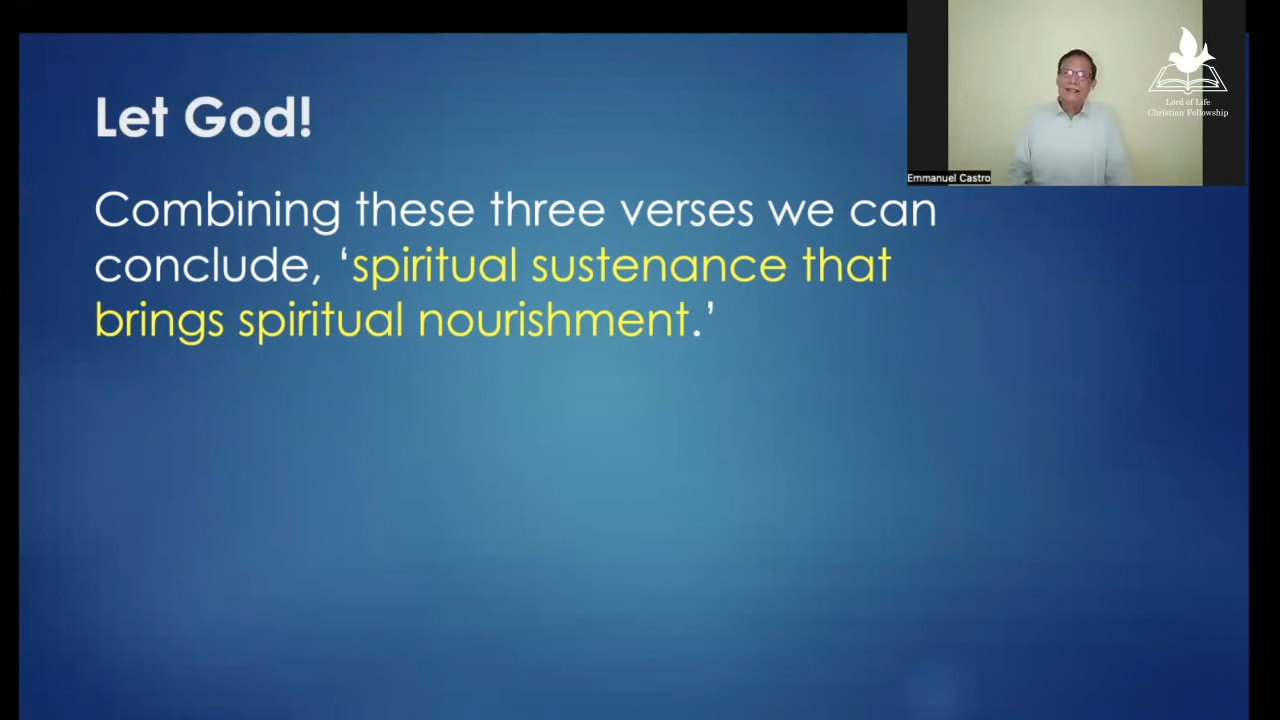 Let God!
Combining these three verses we can
conclude, ‘spiritual sustenance that
brings spiritual nourishment.’
Lord of Life
Christian Fellowship
Emmanuel Castro